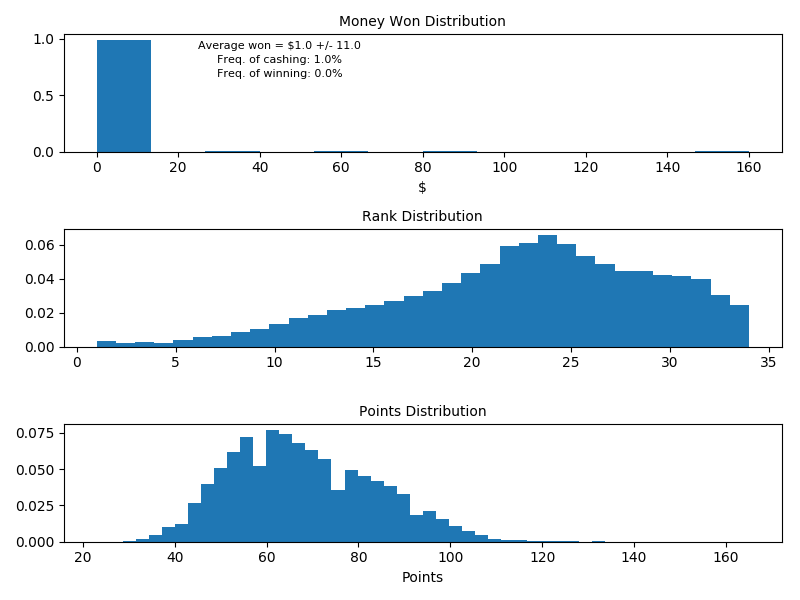 Money Won Distribution
1.0
0.5
0.0
Average won = $1.0 +/- 11.0
Freq. of cashing: 1.0%
Freq. of winning: 0.0%
0 20 40 60 80 100 120 140 160
$
Rank Distribution
0.06
0.04
0.02
0.00
0 5 10 15 20 25 30 35
Points Distribution
0.075
0.050
0.025
0.000
20 40 60 80 100 120 140 160
Points